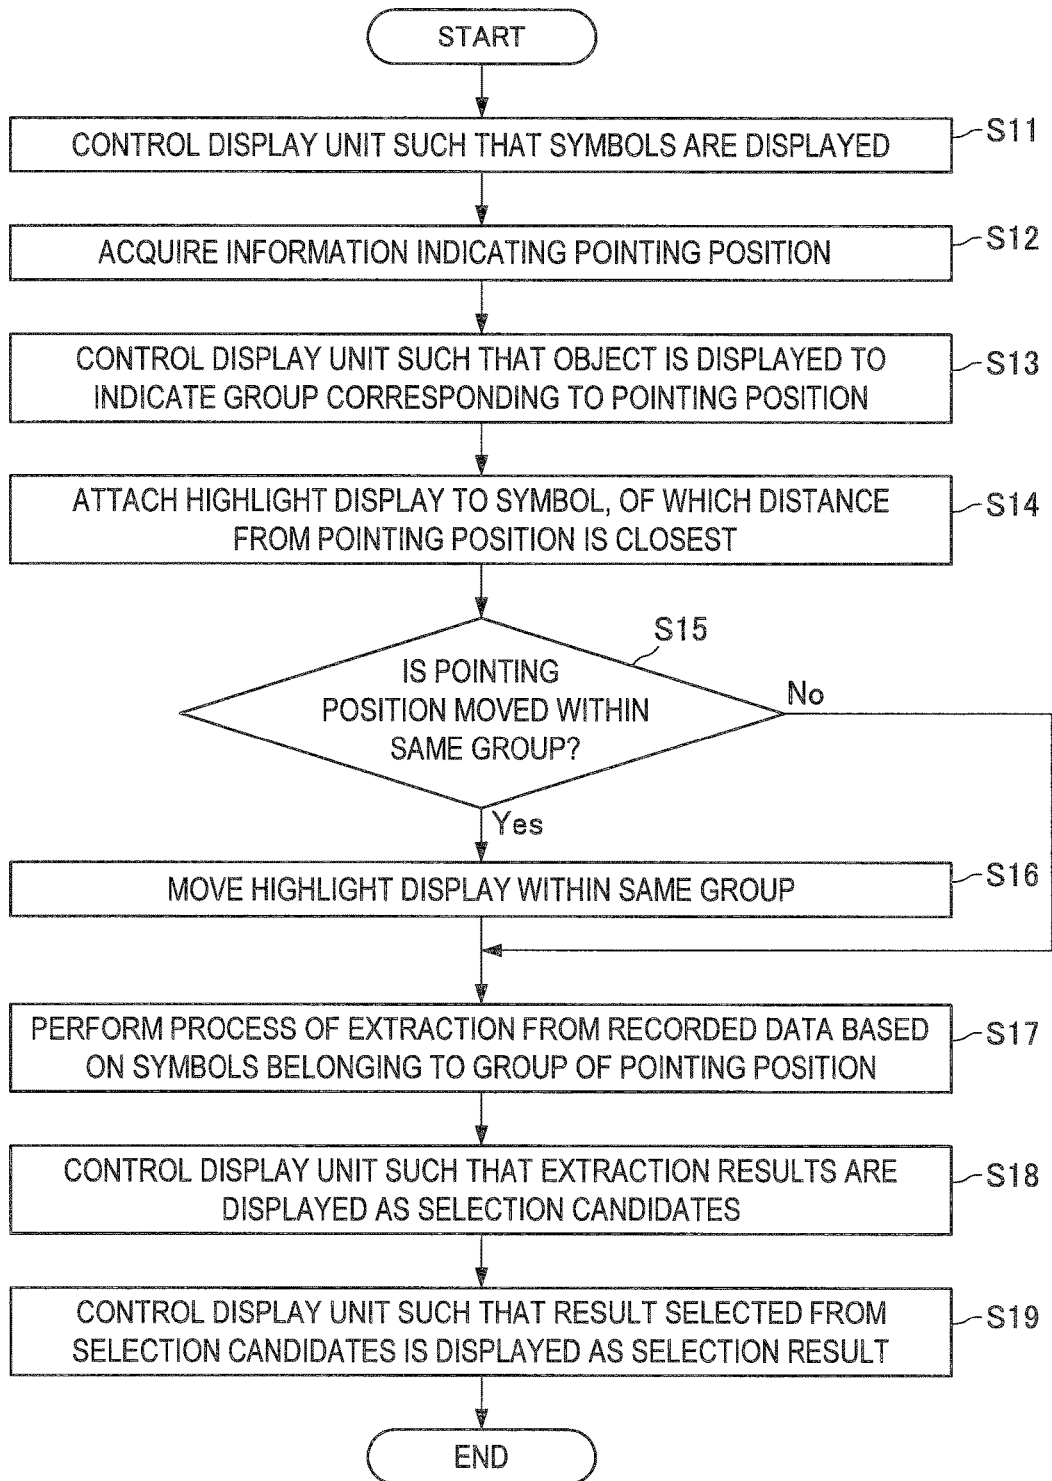 START
CONTROL DISPLAY UNIT SUCH THAT SYMBOLS ARE DISPLAYED
S11
ACQUIRE INFORMATION INDICATING POINTING POSITION
S12
CONTROL DISPLAY UNIT SUCH THAT OBJECT IS DISPLAYED TO
INDICATE GROUP CORRESPONDING TO POINTING POSITION
S13
ATTACH HIGHLIGHT DISPLAY TO SYMBOL, OF WHICH DISTANCE
FROM POINTING POSITION IS CLOSEST
S14
S15
IS POINTING
POSITION MOVED WITHIN
SAME GROUP?
No
Yes
MOVE HIGHLIGHT DISPLAY WITHIN SAME GROUP
S16
PERFORM PROCESS OF EXTRACTION FROM RECORDED DATA BASED
ON SYMBOLS BELONGING TO GROUP OF POINTING POSITION
S17
CONTROL DISPLAY UNIT SUCH THAT EXTRACTION RESULTS ARE
DISPLAYED AS SELECTION CANDIDATES
S18
CONTROL DISPLAY UNIT SUCH THAT RESULT SELECTED FROM
SELECTION CANDIDATES IS DISPLAYED AS SELECTION RESULT
S19
END